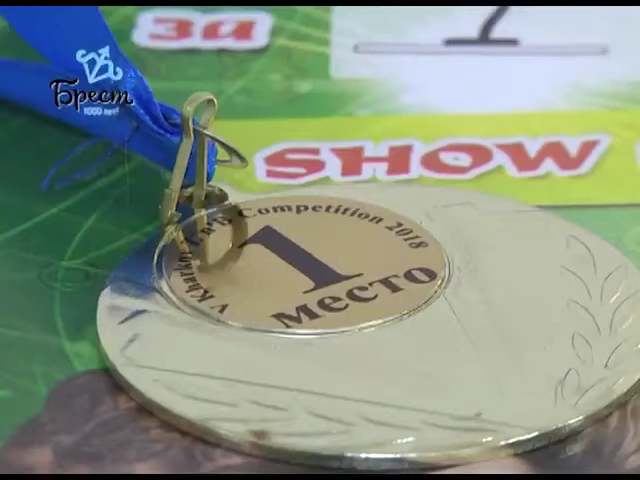 за
Брест
1000 лет!
SHOW
Competition 2018
1
место